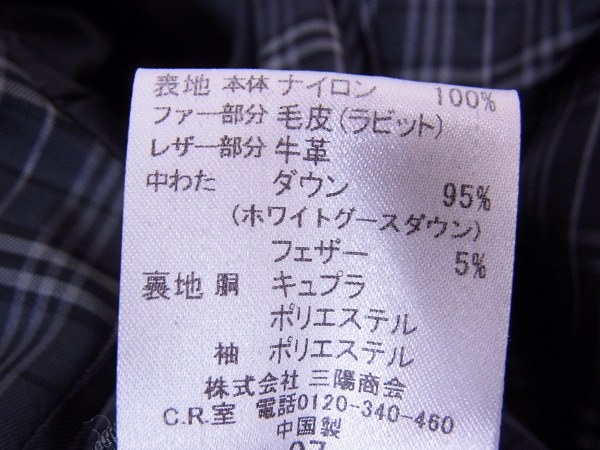 表地 本体 ナイロン 100%
ファー部分 毛皮(ラビット)
レザー部分 牛革
中わた ダウン 95%
(ホワイトグースダウン)
フェザー 5%
裏地 胴 キュプラ
ポリエステル
袖 ポリエステル
株式会社 三陽商会
C.R.室 電話0120-340-460
中国製